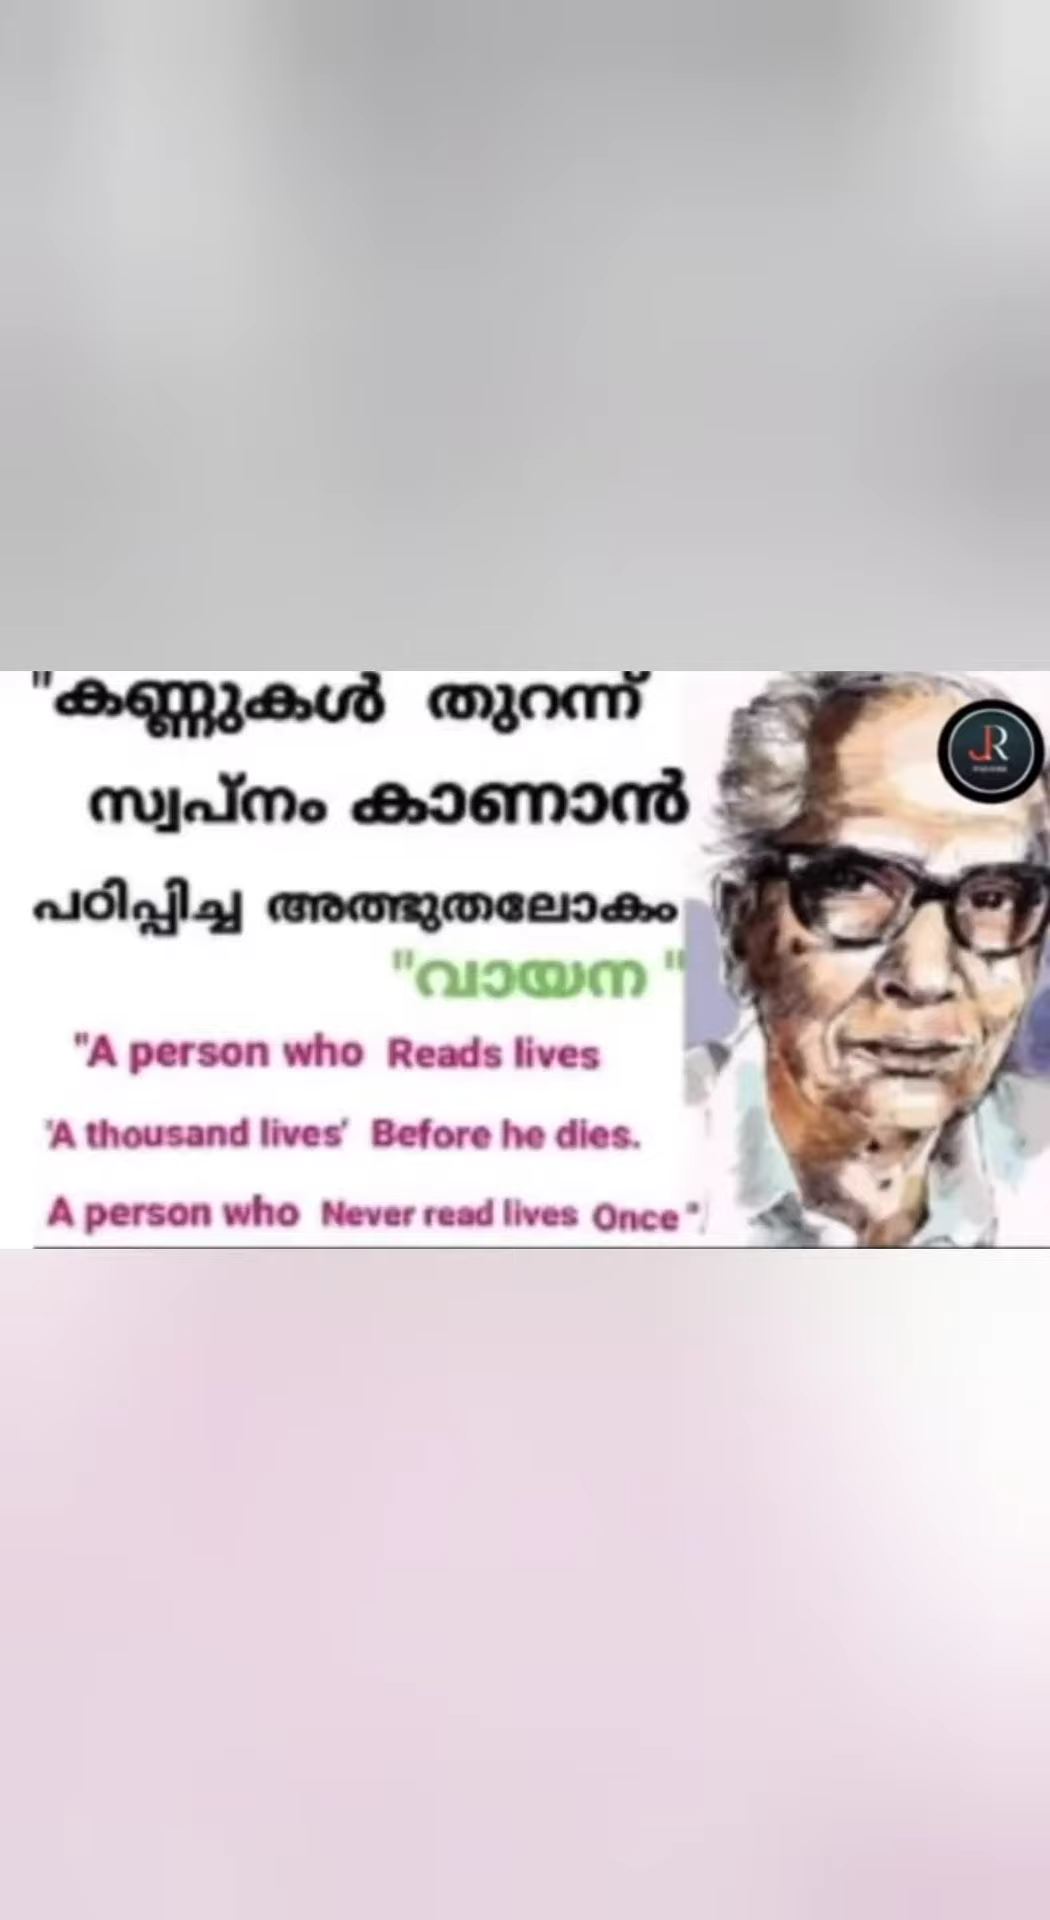 "കണ്ണുകൾ തുറന്ന്
സ്വപ്നം കാണാൻ
പഠിപ്പിച്ച അത്ഭുതലോകം
"വായന "
"A person who Reads lives
'A thousand lives' Before he dies.
A person who Never read lives Once "
JR